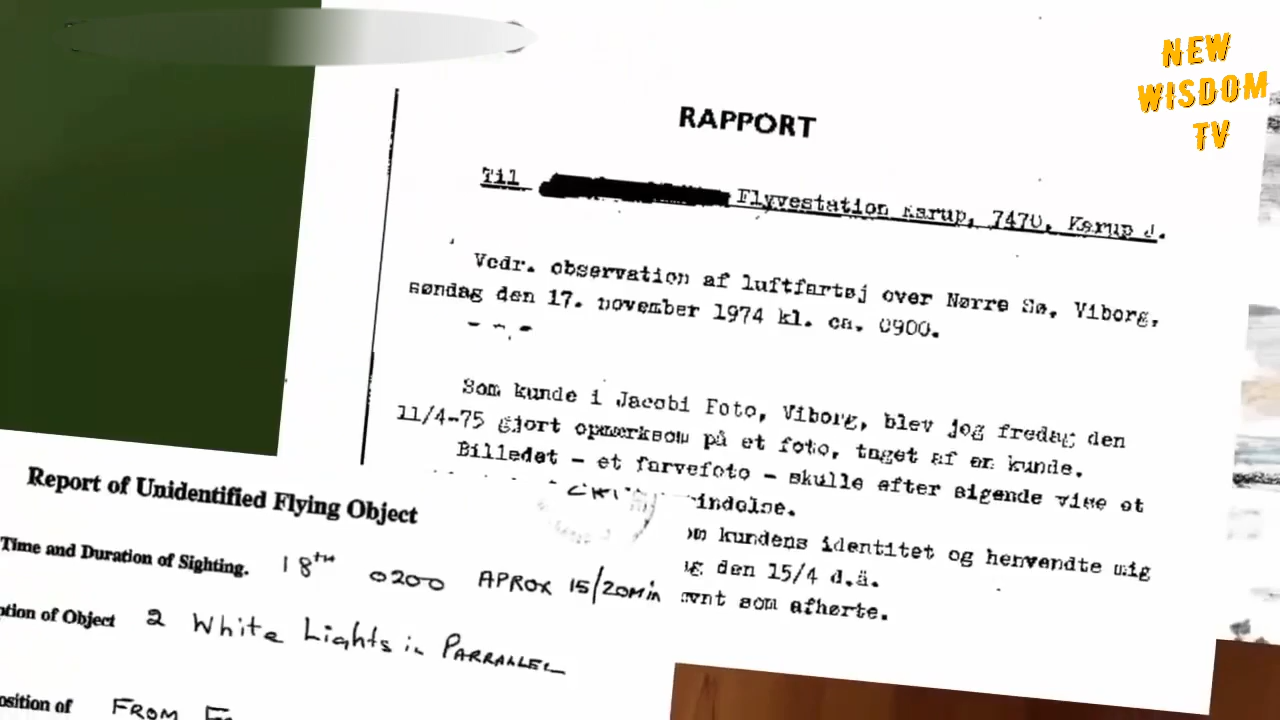 NEW
WISDOM
TV
RAPPORT
Til Flyvestation Karup, 7470, Karup J.
Vedr. observation af luftfartøj over Nørre Sø, Viborg,
søndag den 17. november 1974 kl. ca. 0900.
Som kunde i Jacobi Foto, Viborg, blev jeg fredag den
11/4-75 gjort opmærksom på et foto, taget af en kunde.
Billedet - et farvefoto - skulle efter sigende vise et
indelse.
kundens identitet og henvendte mig
den 15/4 d.å.
som afhørte.
Report of Unidentified Flying Object
Time and Duration of Sighting. 18TH 0200 APROX 15/20MIN
ption of Object 2 White Lights in PARRALLEL
osition of FROM